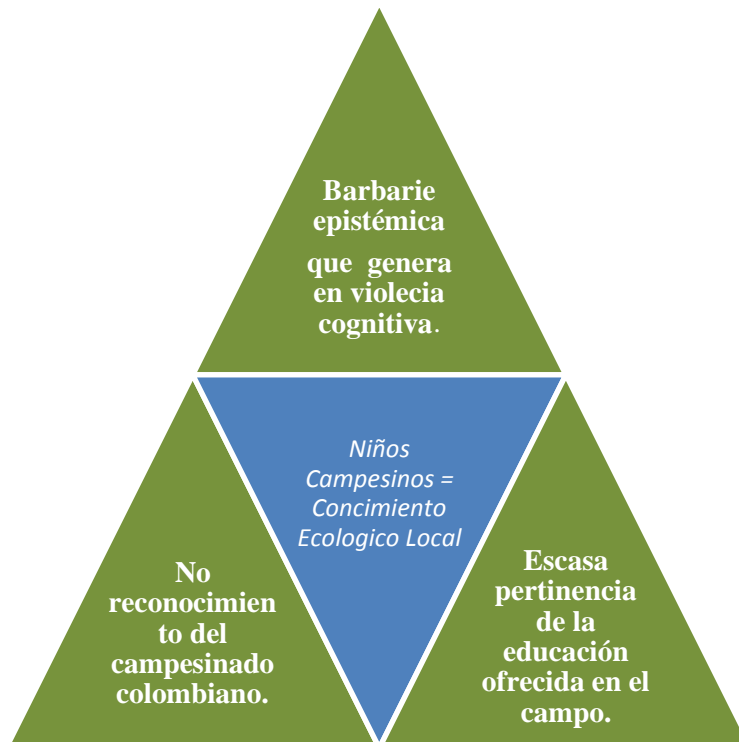 Barbarie
epistémica
que genera
en violecia
cognitiva.
Niños
Campesinos =
Concimiento
Ecologico Local
No
reconocimien
to del
campesinado
colombiano.
Escasa
pertinencia
de la
educación
ofrecida en el
campo.